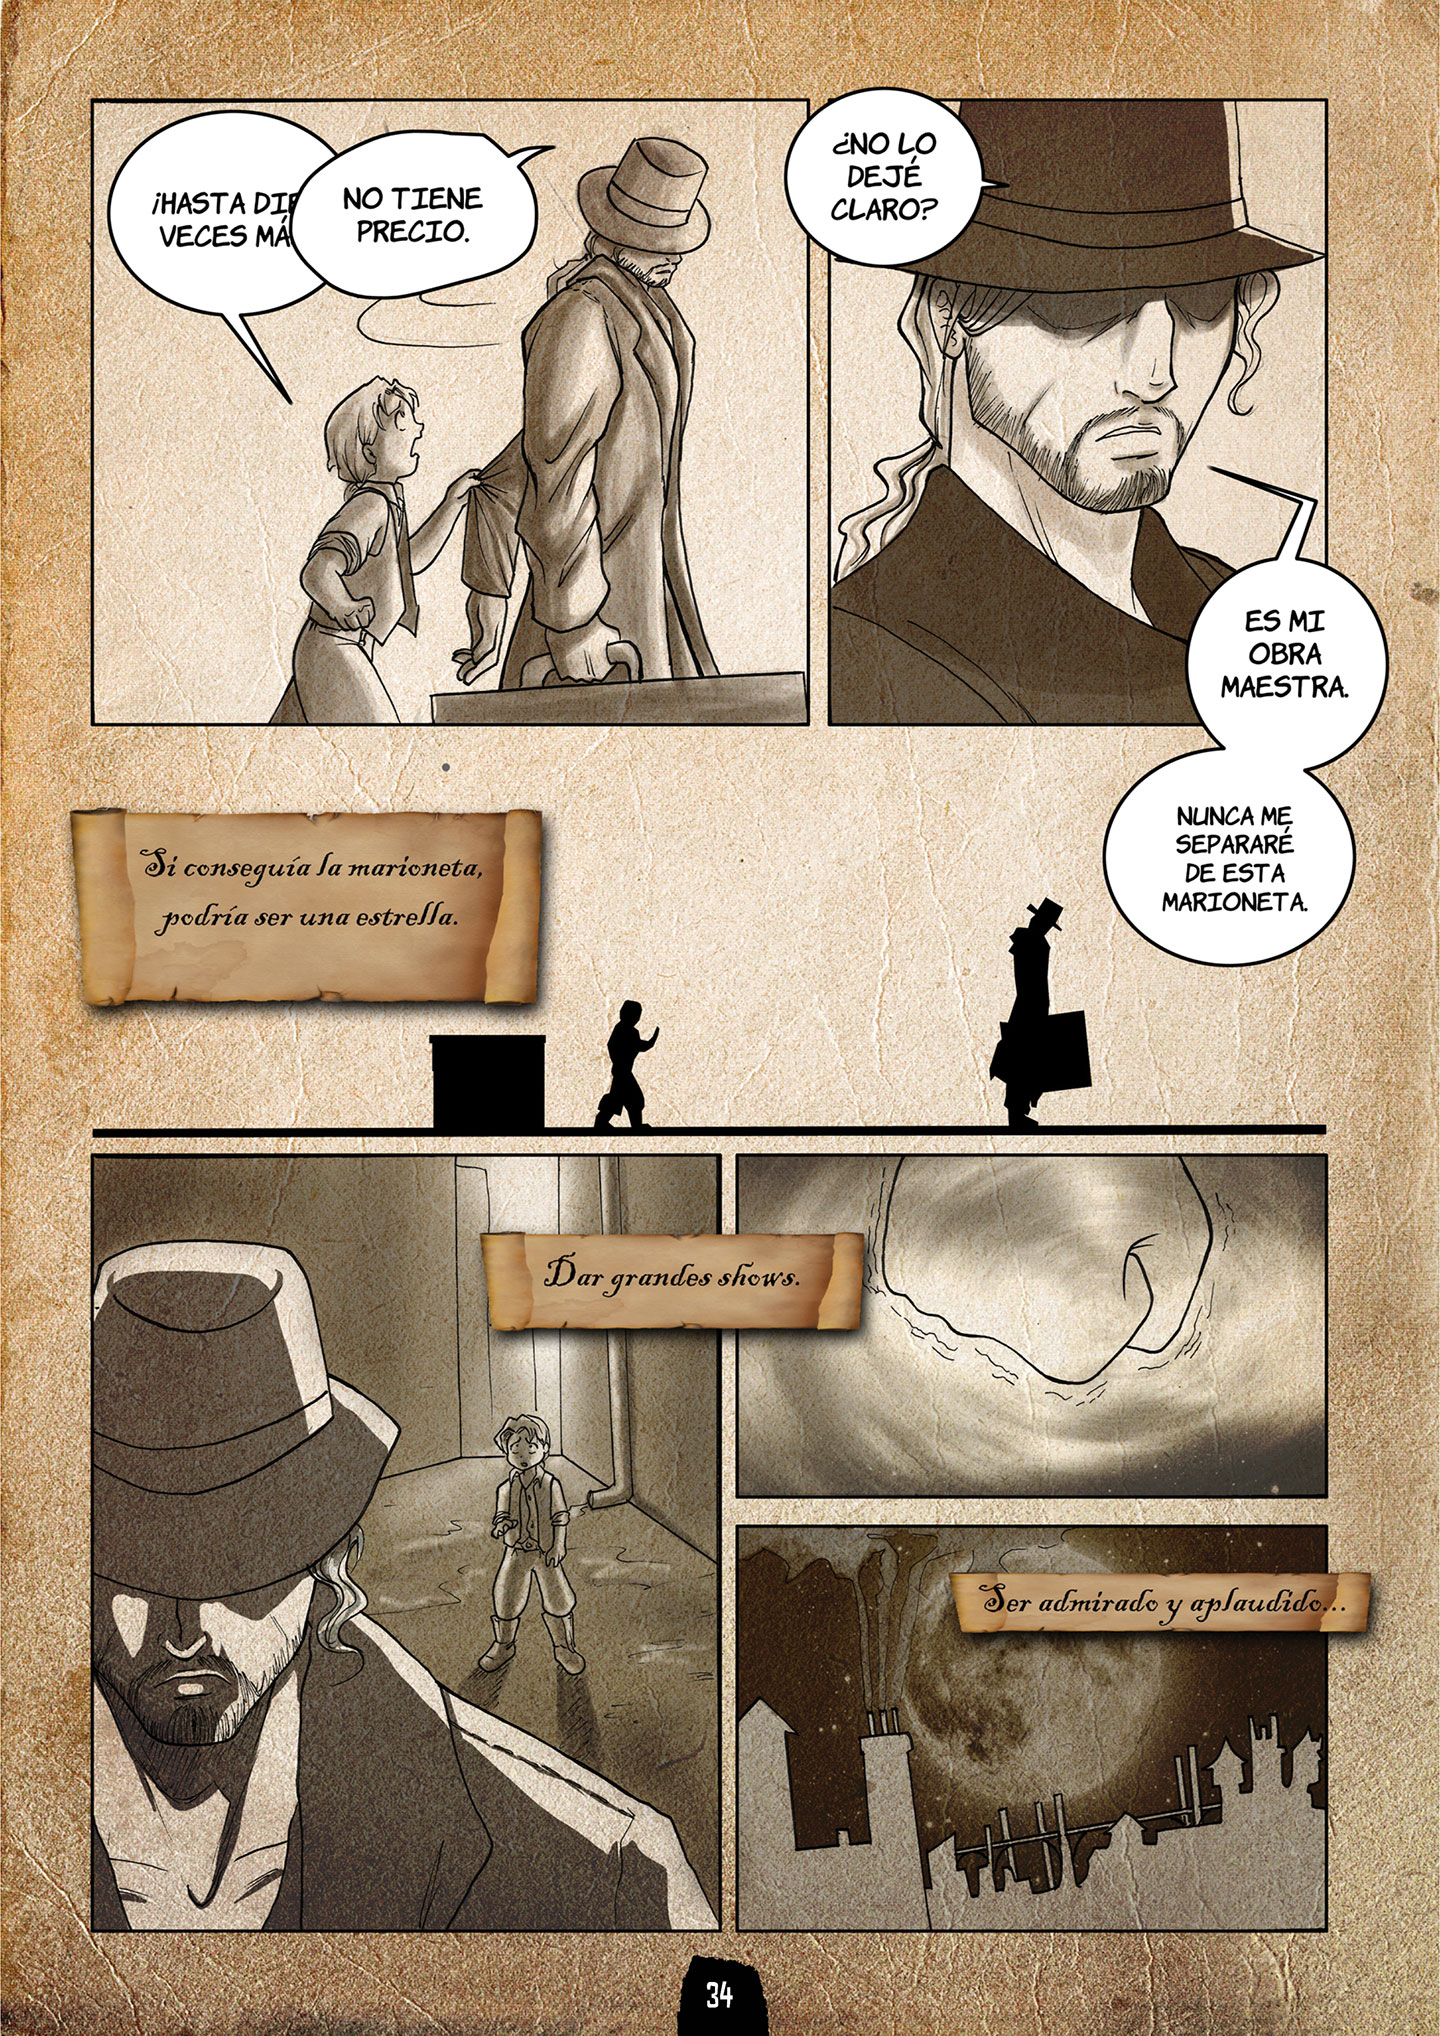 ¡HASTA DIE
VECES MÁ
NO TIENE
PRECIO.
¿NO LO
DEJÉ
CLARO?
ES MI
OBRA
MAESTRA.
NUNCA ME
SEPARARÉ
DE ESTA
MARIONETA.
Si conseguía la marioneta,
podría ser una estrella.
Dar grandes shows.
Ser admirado y aplaudido...
34